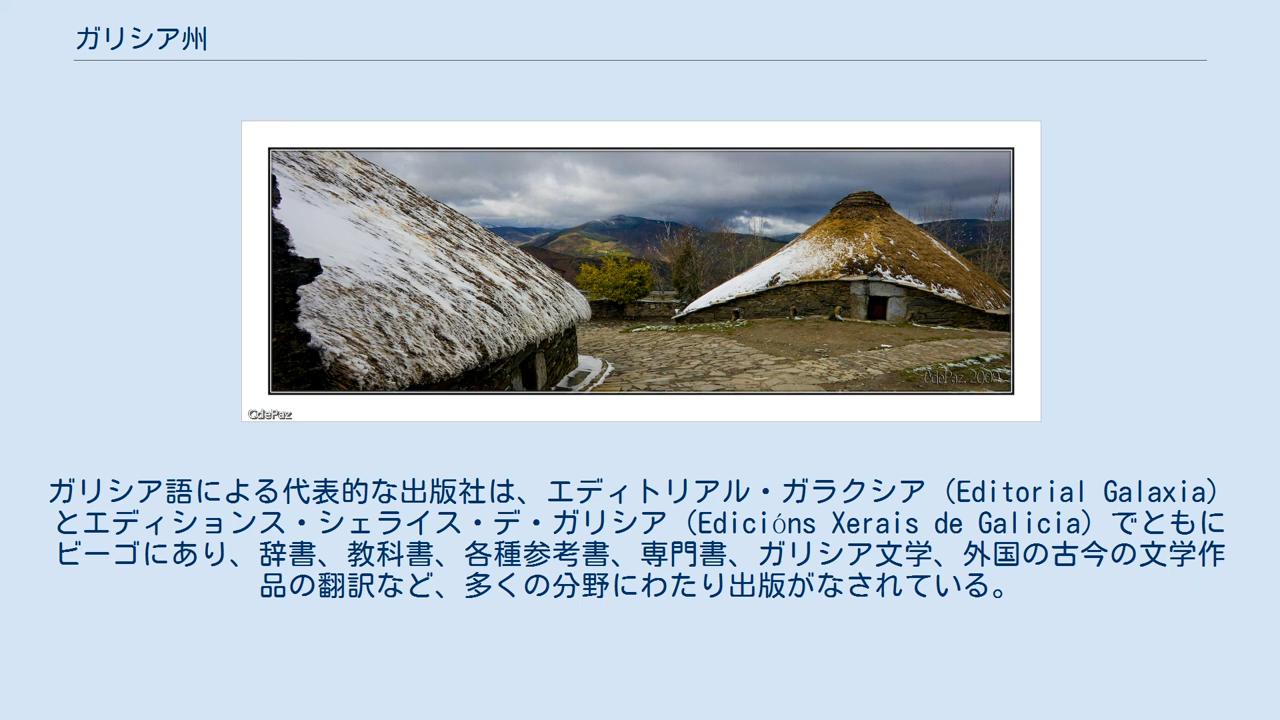 ガリシア州
CdePaz, 2009
CdePaz
ガリシア語による代表的な出版社は、エディトリアル・ガラクシア（Editorial Galaxia）
とエディションス・シェライス・デ・ガリシア（Edicións Xerais de Galicia）でともに
ビーゴにあり、辞書、教科書、各種参考書、専門書、ガリシア文学、外国の古今の文学作
品の翻訳など、多くの分野にわたり出版がなされている。